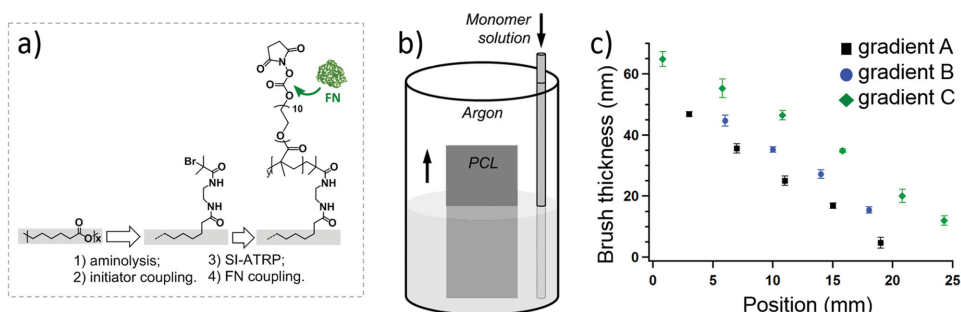 a)
O
N
O
O
O
O
FN
10
O
O
Br
O
NH
NH
O
O
x
y
NH
NH
O
1) aminolysis;
2) initiator coupling.
3) SI-ATRP;
4) FN coupling.
b)
Monomer
solution
Argon
PCL
c)
gradient A
gradient B
gradient C
Brush thickness (nm)
60
40
20
0
0
5
10
15
20
25
Position (mm)